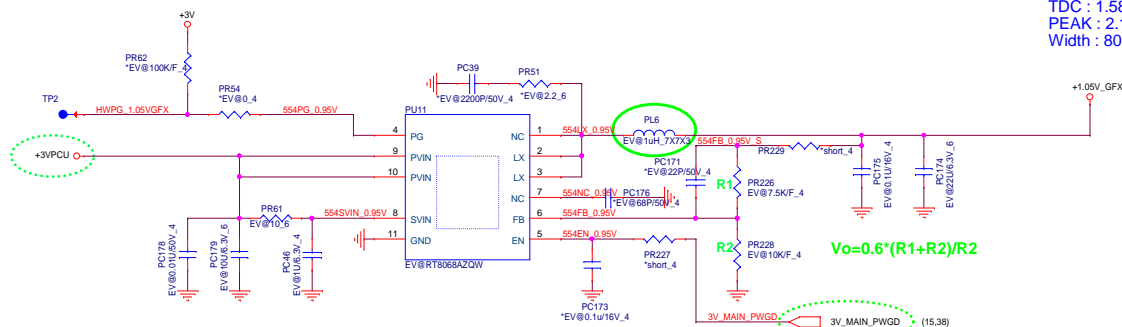 TDC : 1.58
PEAK : 2.1
Width : 80
+3V
PR62
*EV@100K/F_4
PC39
*EV@2200P/50V_4
PR51
*EV@2.2_6
+1.05V_GFX
TP2
HWPG_1.05VGFX
PR54
*EV@0_4
554PG_0.95V
PU11
4 PG
NC 1
554LX_0.95V
PL6
EV@1uH_7X7X3
554FB_0.95V_S
+3VPCU
9 PVIN
LX 2
10 PVIN
LX 3
PC171
*EV@22P/50V_4
PR229
*short_4
PC175
EV@0.1U/16V_4
PC174
EV@22U/6.3V_6
R1
PR226
EV@7.5K/F_4
NC 7
554NC_0.95V
PC176
*EV@68P/50V_4
PR61
EV@10_6
554SVIN_0.95V
8 SVIN
FB 6
554FB_0.95V
11 GND
EN 5
554EN_0.95V
EV@RT8068AZQW
PC178
EV@0.01U/50V_4
PC179
EV@10U/6.3V_6
PC46
EV@1U/6.3V_4
PR227
*short_4
R2
PR228
EV@10K/F_4
Vo=0.6*(R1+R2)/R2
PC173
*EV@0.1u/16V_4
3V_MAIN_PWGD
3V_MAIN_PWGD (15,38)